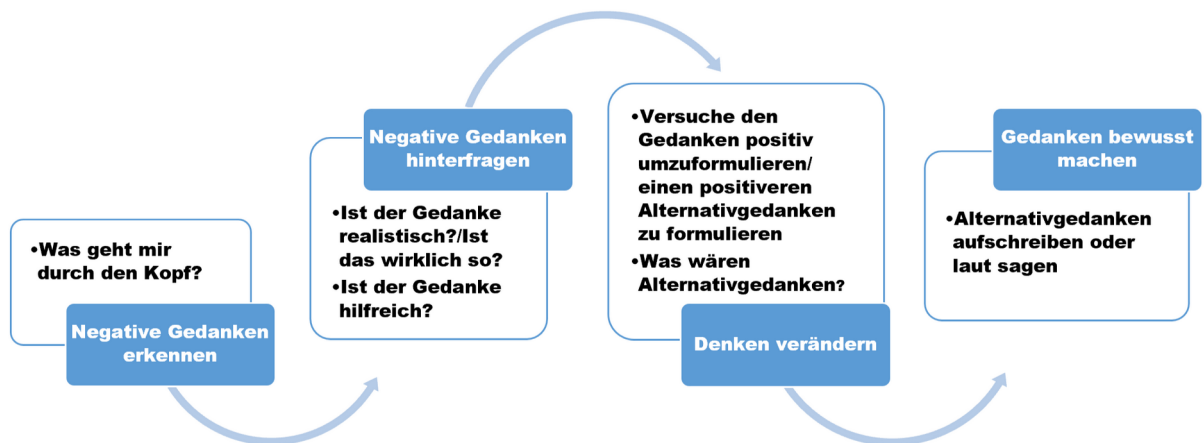 •Was geht mir
durch den Kopf?
Negative Gedanken
erkennen
Negative Gedanken
hinterfragen
•Ist der Gedanke
realistisch?/Ist
das wirklich so?
•Ist der Gedanke
hilfreich?
•Versuche den
Gedanken positiv
umzuformulieren/
einen positiveren
Alternativgedanken
zu formulieren
•Was wären
Alternativgedanken?
Denken verändern
Gedanken bewusst
machen
•Alternativgedanken
aufschreiben oder
laut sagen